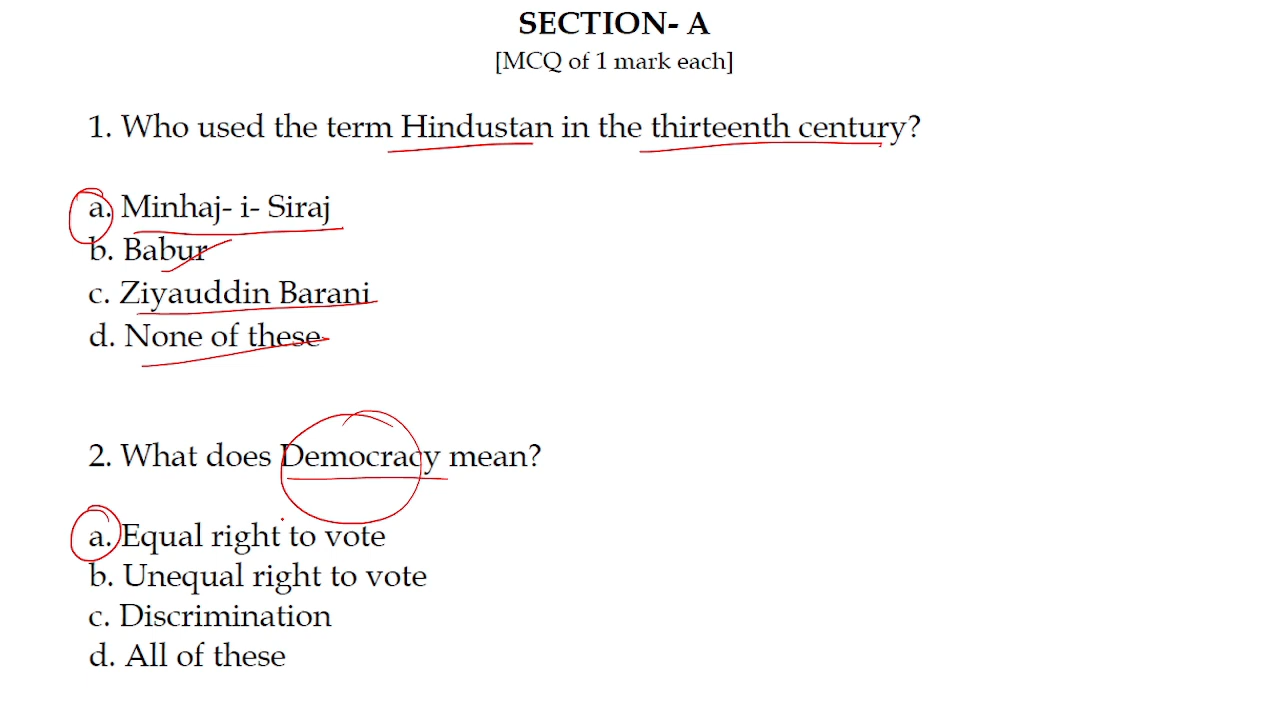 SECTION- A
[MCQ of 1 mark each]
1. Who used the term Hindustan in the thirteenth century?
a. Minhaj- i- Siraj
b. Babur
c. Ziyauddin Barani
d. None of these
2. What does Democracy mean?
a. Equal right to vote
b. Unequal right to vote
c. Discrimination
d. All of these